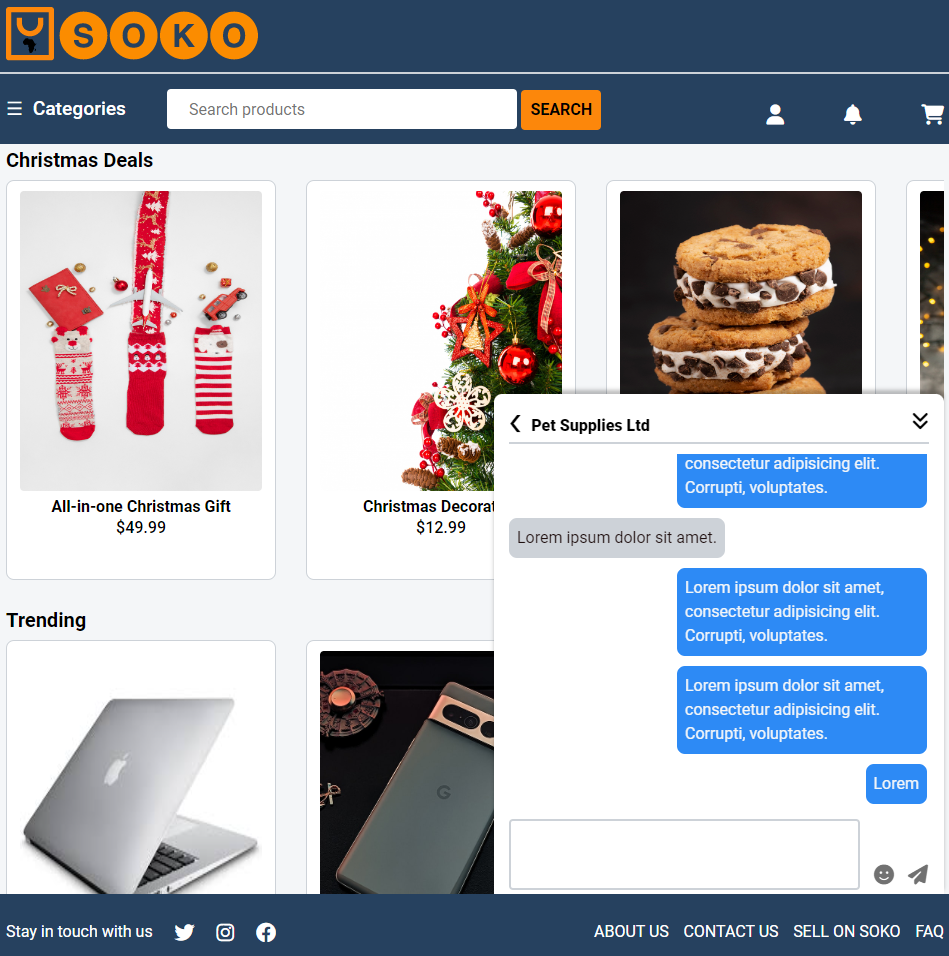 SOKO
☰ Categories
Search products
SEARCH
Christmas Deals
All-in-one Christmas Gift
$49.99
Christmas Decorat
$12.99
Trending
G
Pet Supplies Ltd
consectetur adipisicing elit.
Corrupti, voluptates.
Lorem ipsum dolor sit amet.
Lorem ipsum dolor sit amet,
consectetur adipisicing elit.
Corrupti, voluptates.
Lorem ipsum dolor sit amet,
consectetur adipisicing elit.
Corrupti, voluptates.
Lorem
Stay in touch with us
ABOUT US CONTACT US SELL ON SOKO FAQ